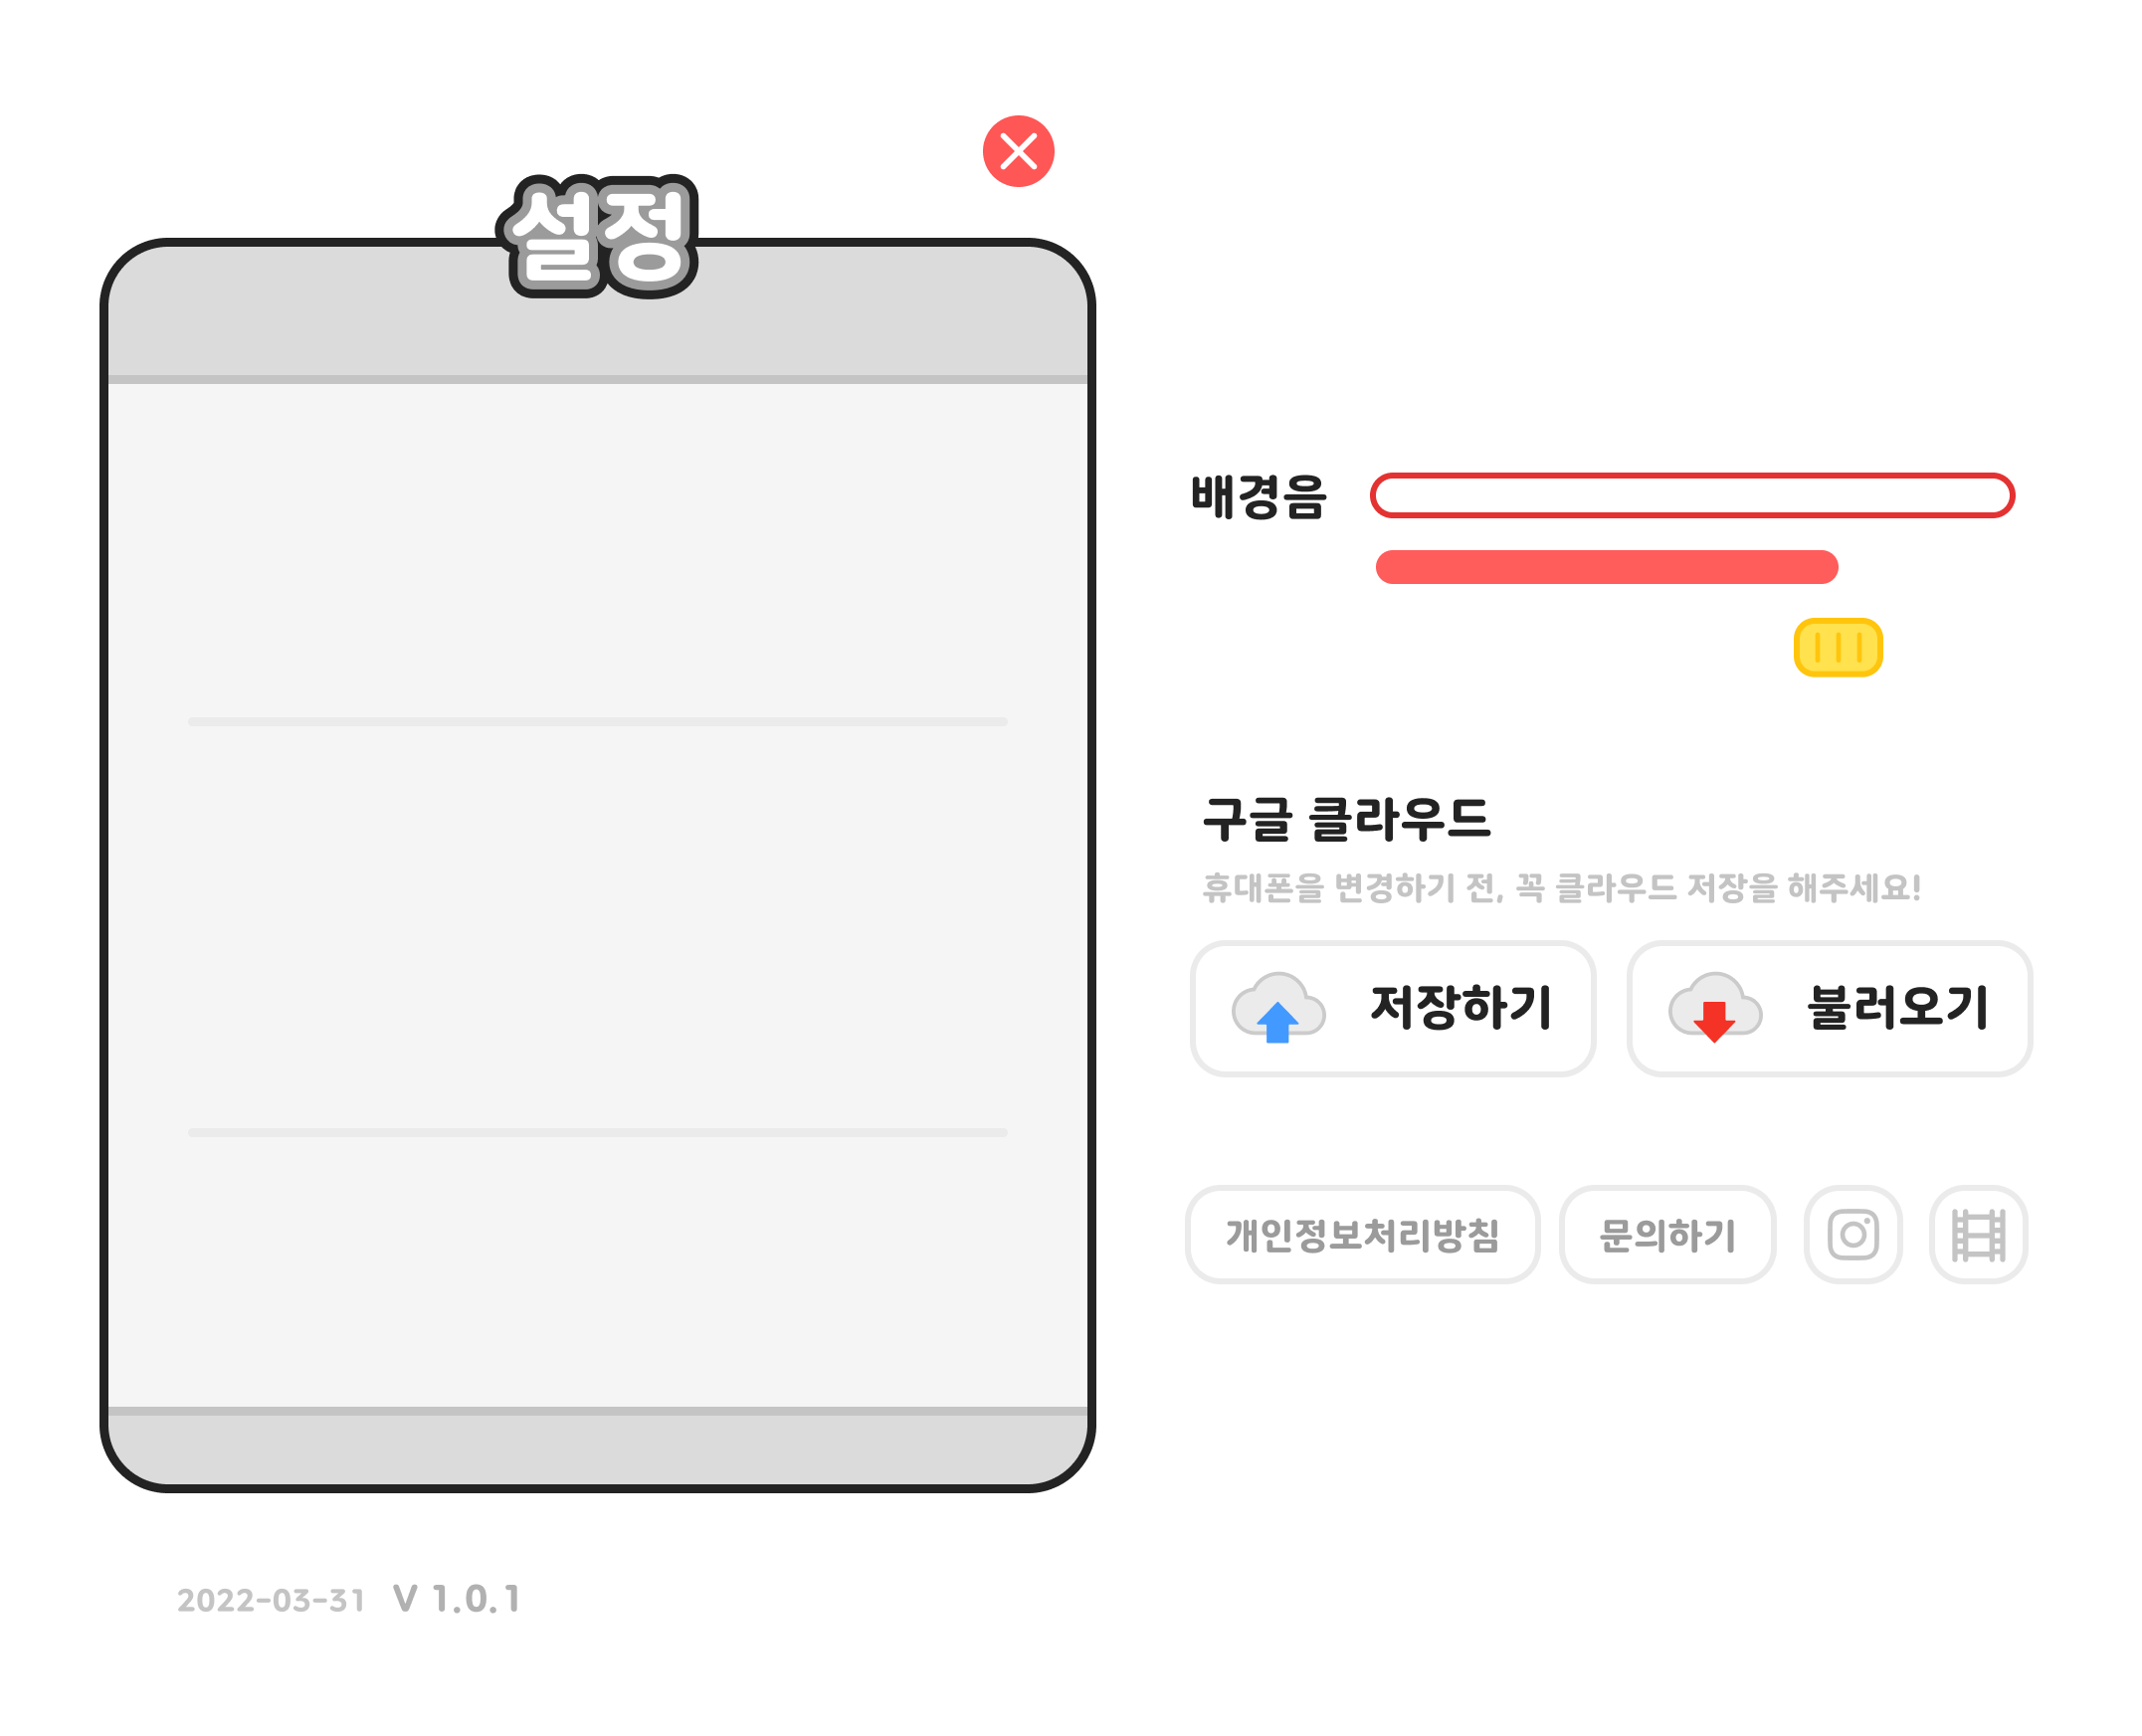 설정
배경음
구글 클라우드
휴대폰을 변경하기 전, 꼭 클라우드 저장을 해주세요!
저장하기
불러오기
개인정보처리방침
문의하기
2022-03-31 V 1.0.1